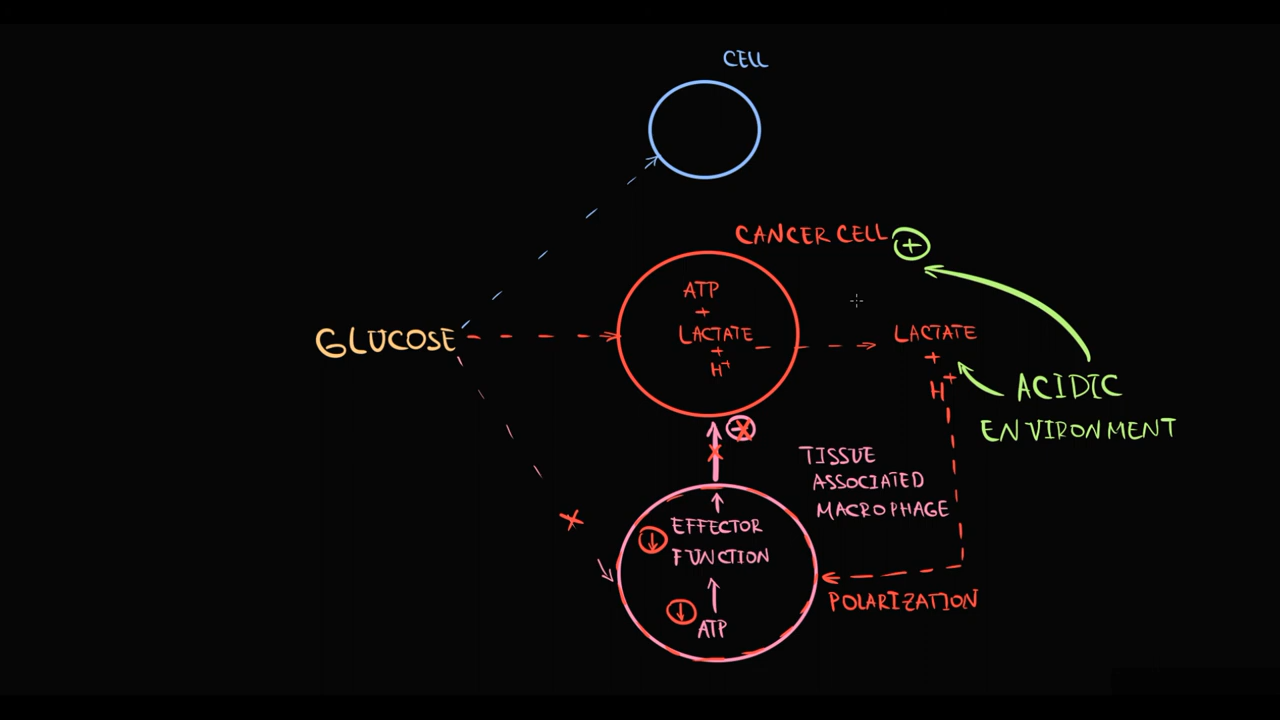 CELL
CANCER CELL +
ATP
+
LACTATE
+
H+
GLUCOSE
LACTATE
+
H+
ACIDIC
ENVIRONMENT
TISSUE
ASSOCIATED
MACROPHAGE
EFFECTOR
FUNCTION
ATP
POLARIZATION